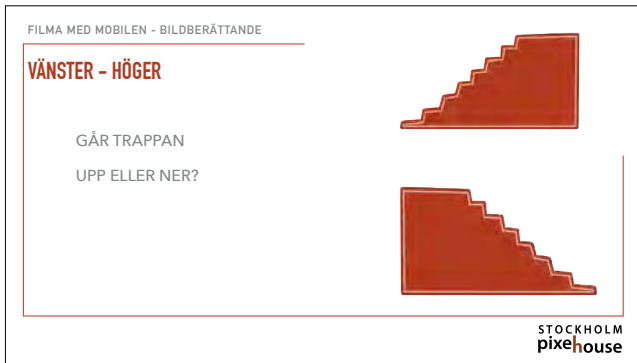 FILMA MED MOBILEN - BILDBERÄTTANDE
VÄNSTER - HÖGER
GÅR TRAPPAN
UPP ELLER NER?
STOCKHOLM
pixehouse